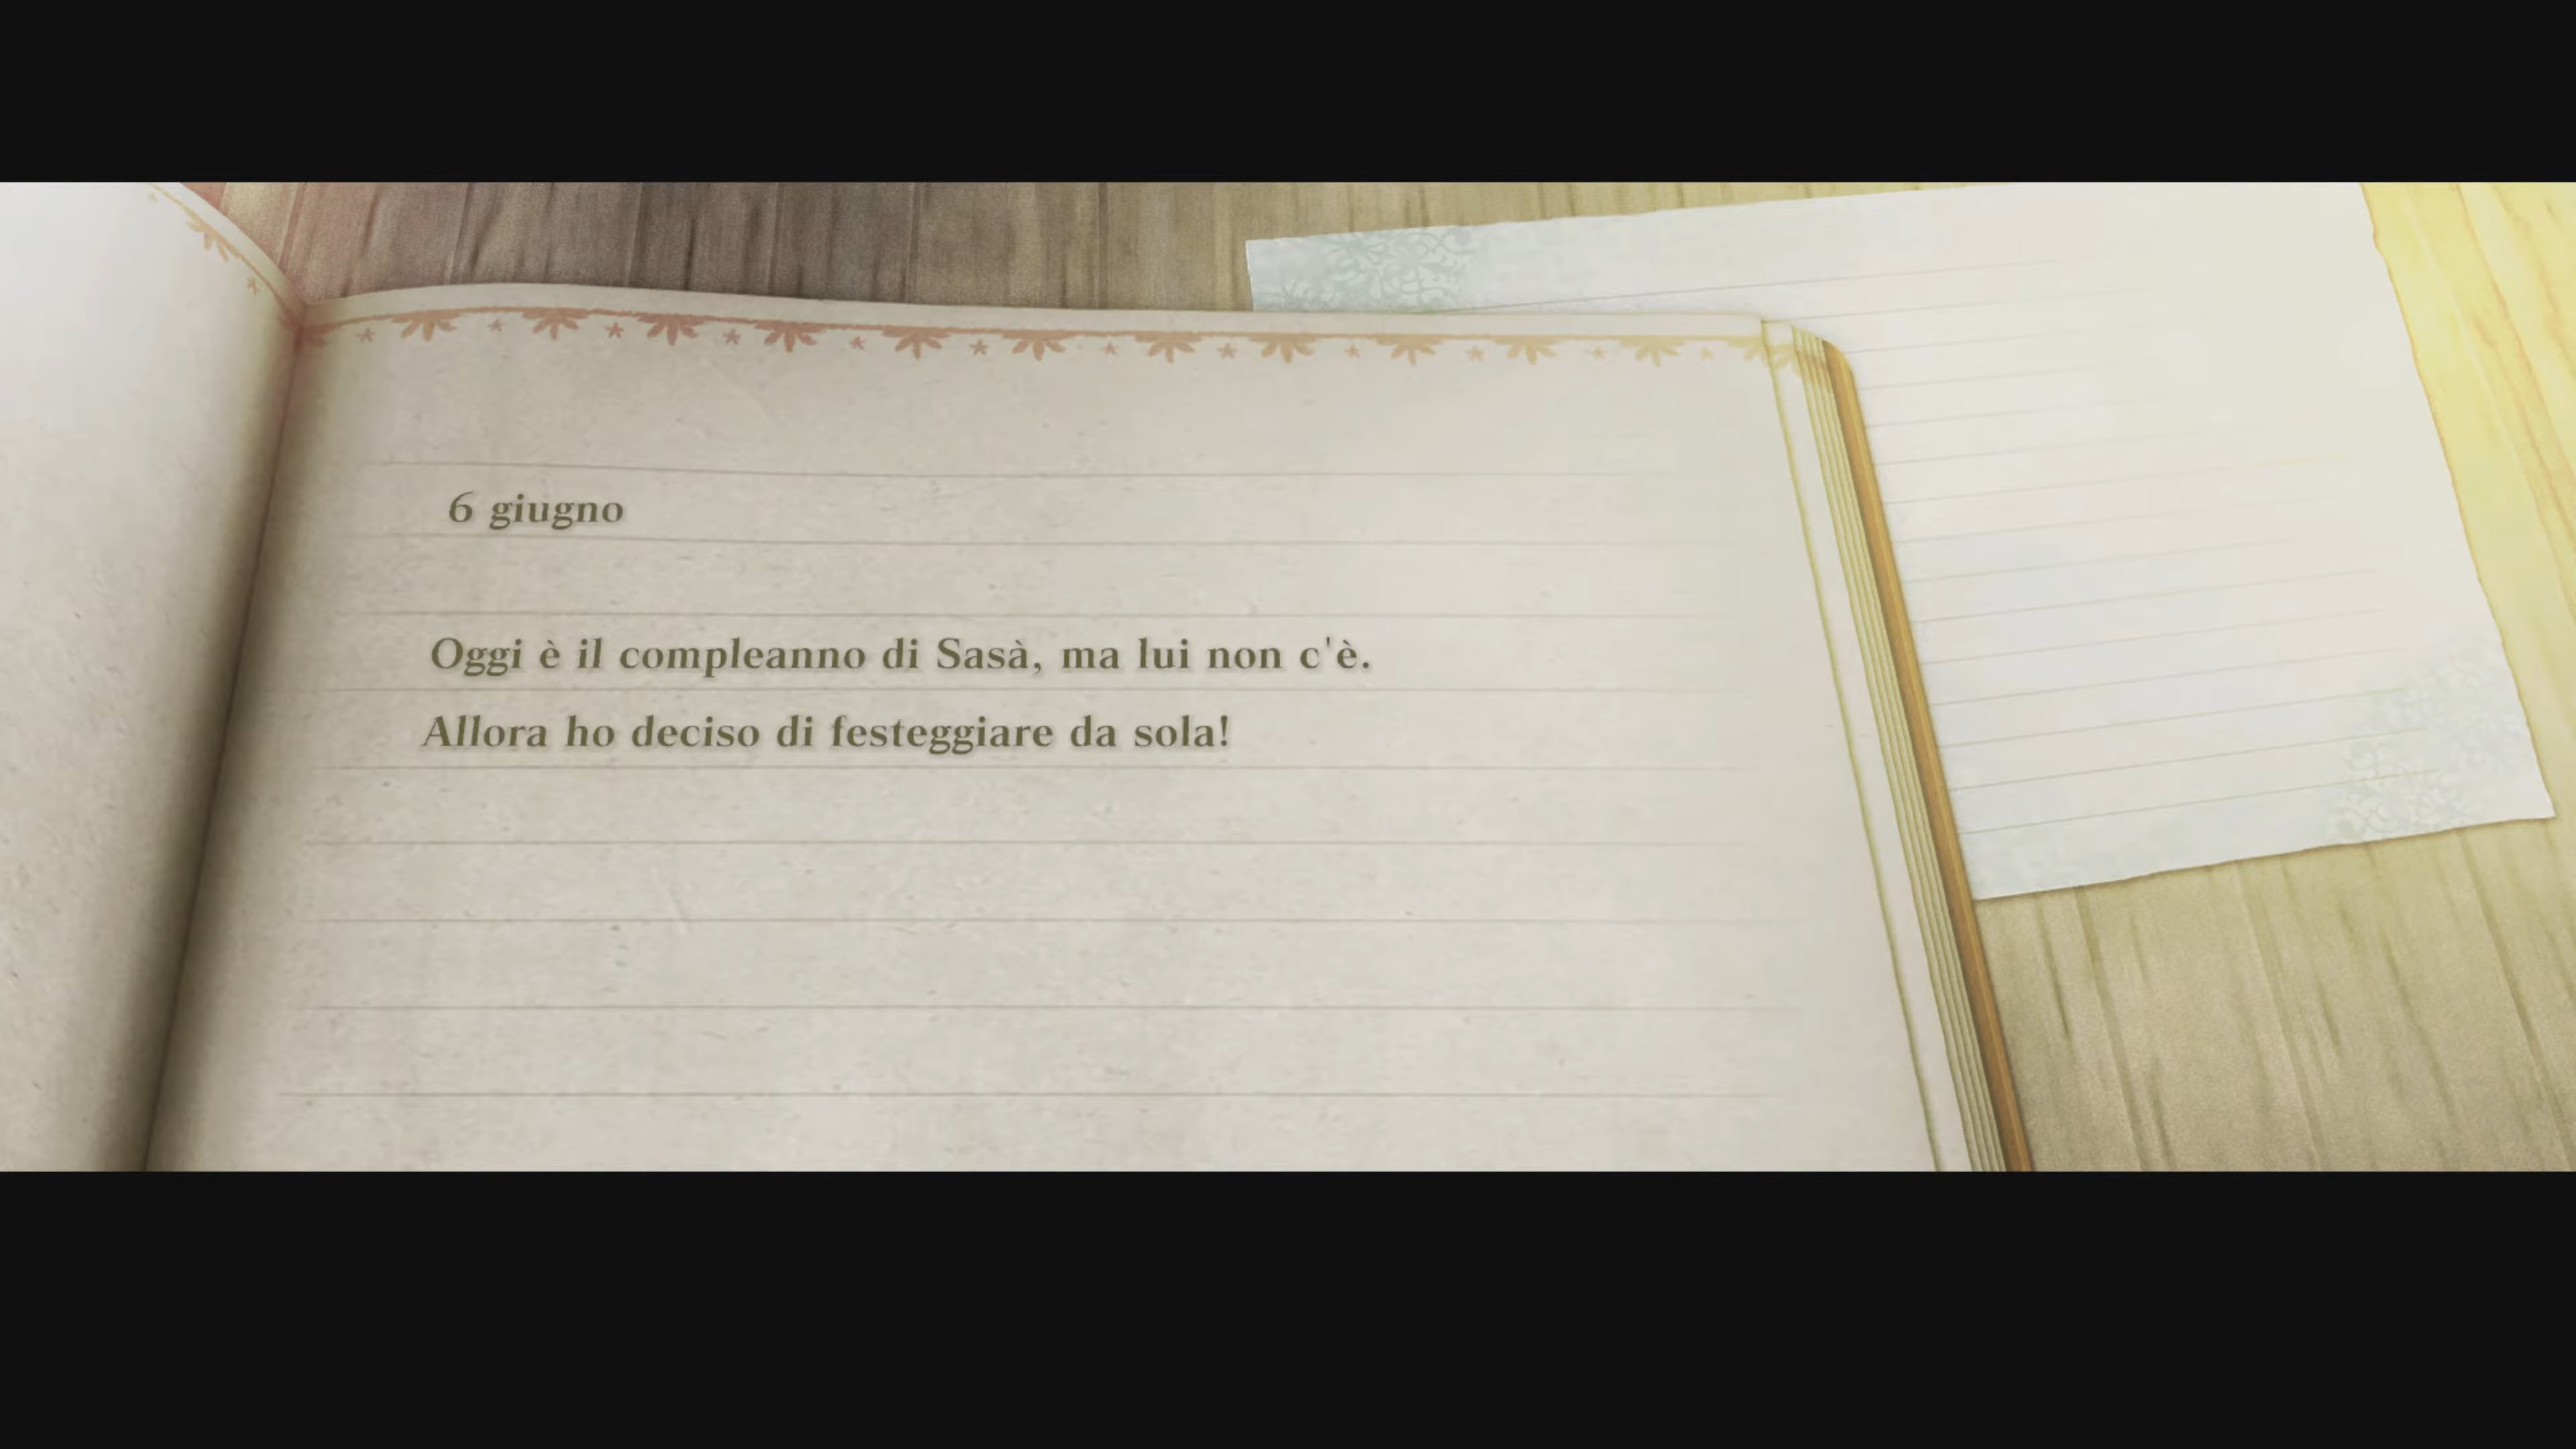 6 giugno
Oggi è il compleanno di Sasà, ma lui non c'è.
Allora ho deciso di festeggiare da sola!